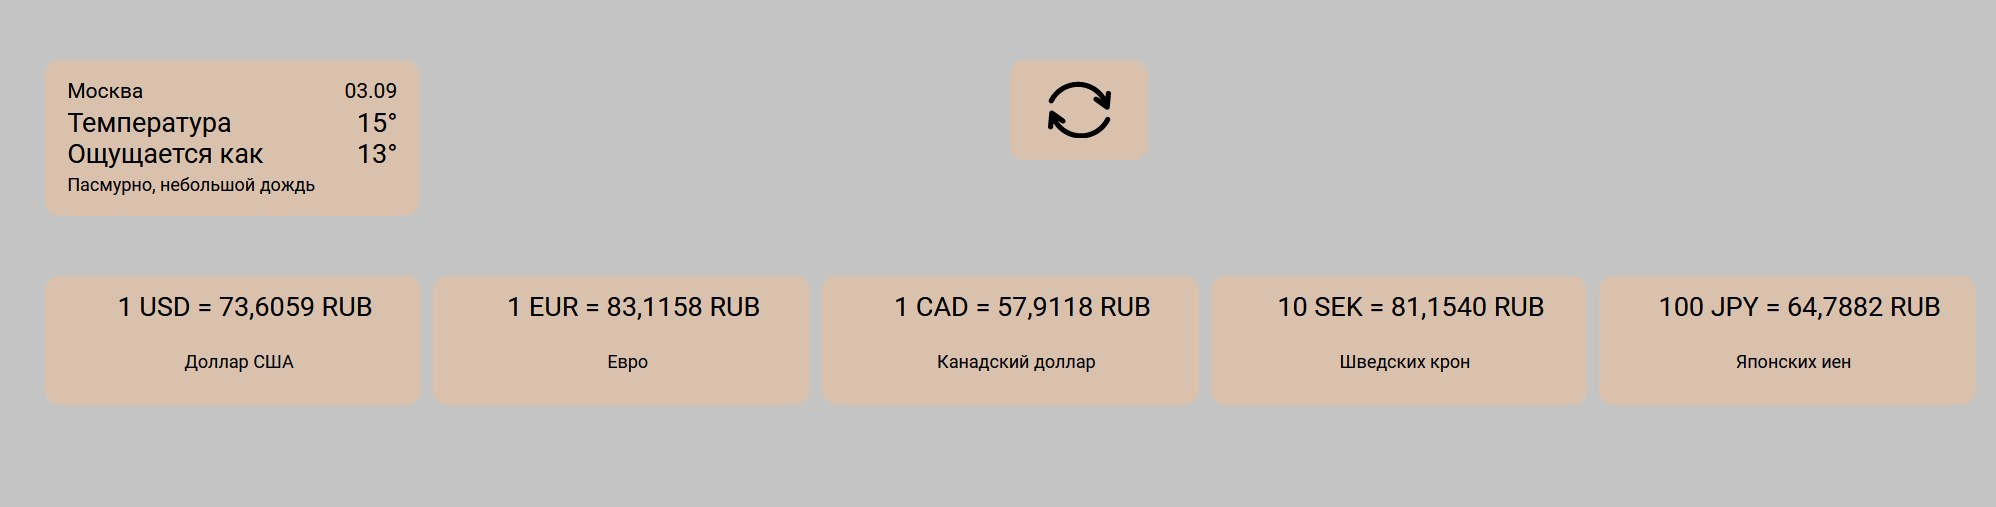 Москва 03.09
Температура 15°
Ощущается как 13°
Пасмурно, небольшой дождь
1 USD = 73,6059 RUB
Доллар США
1 EUR = 83,1158 RUB
Евро
1 CAD = 57,9118 RUB
Канадский доллар
10 SEK = 81,1540 RUB
Шведских крон
100 JPY = 64,7882 RUB
Японских иен